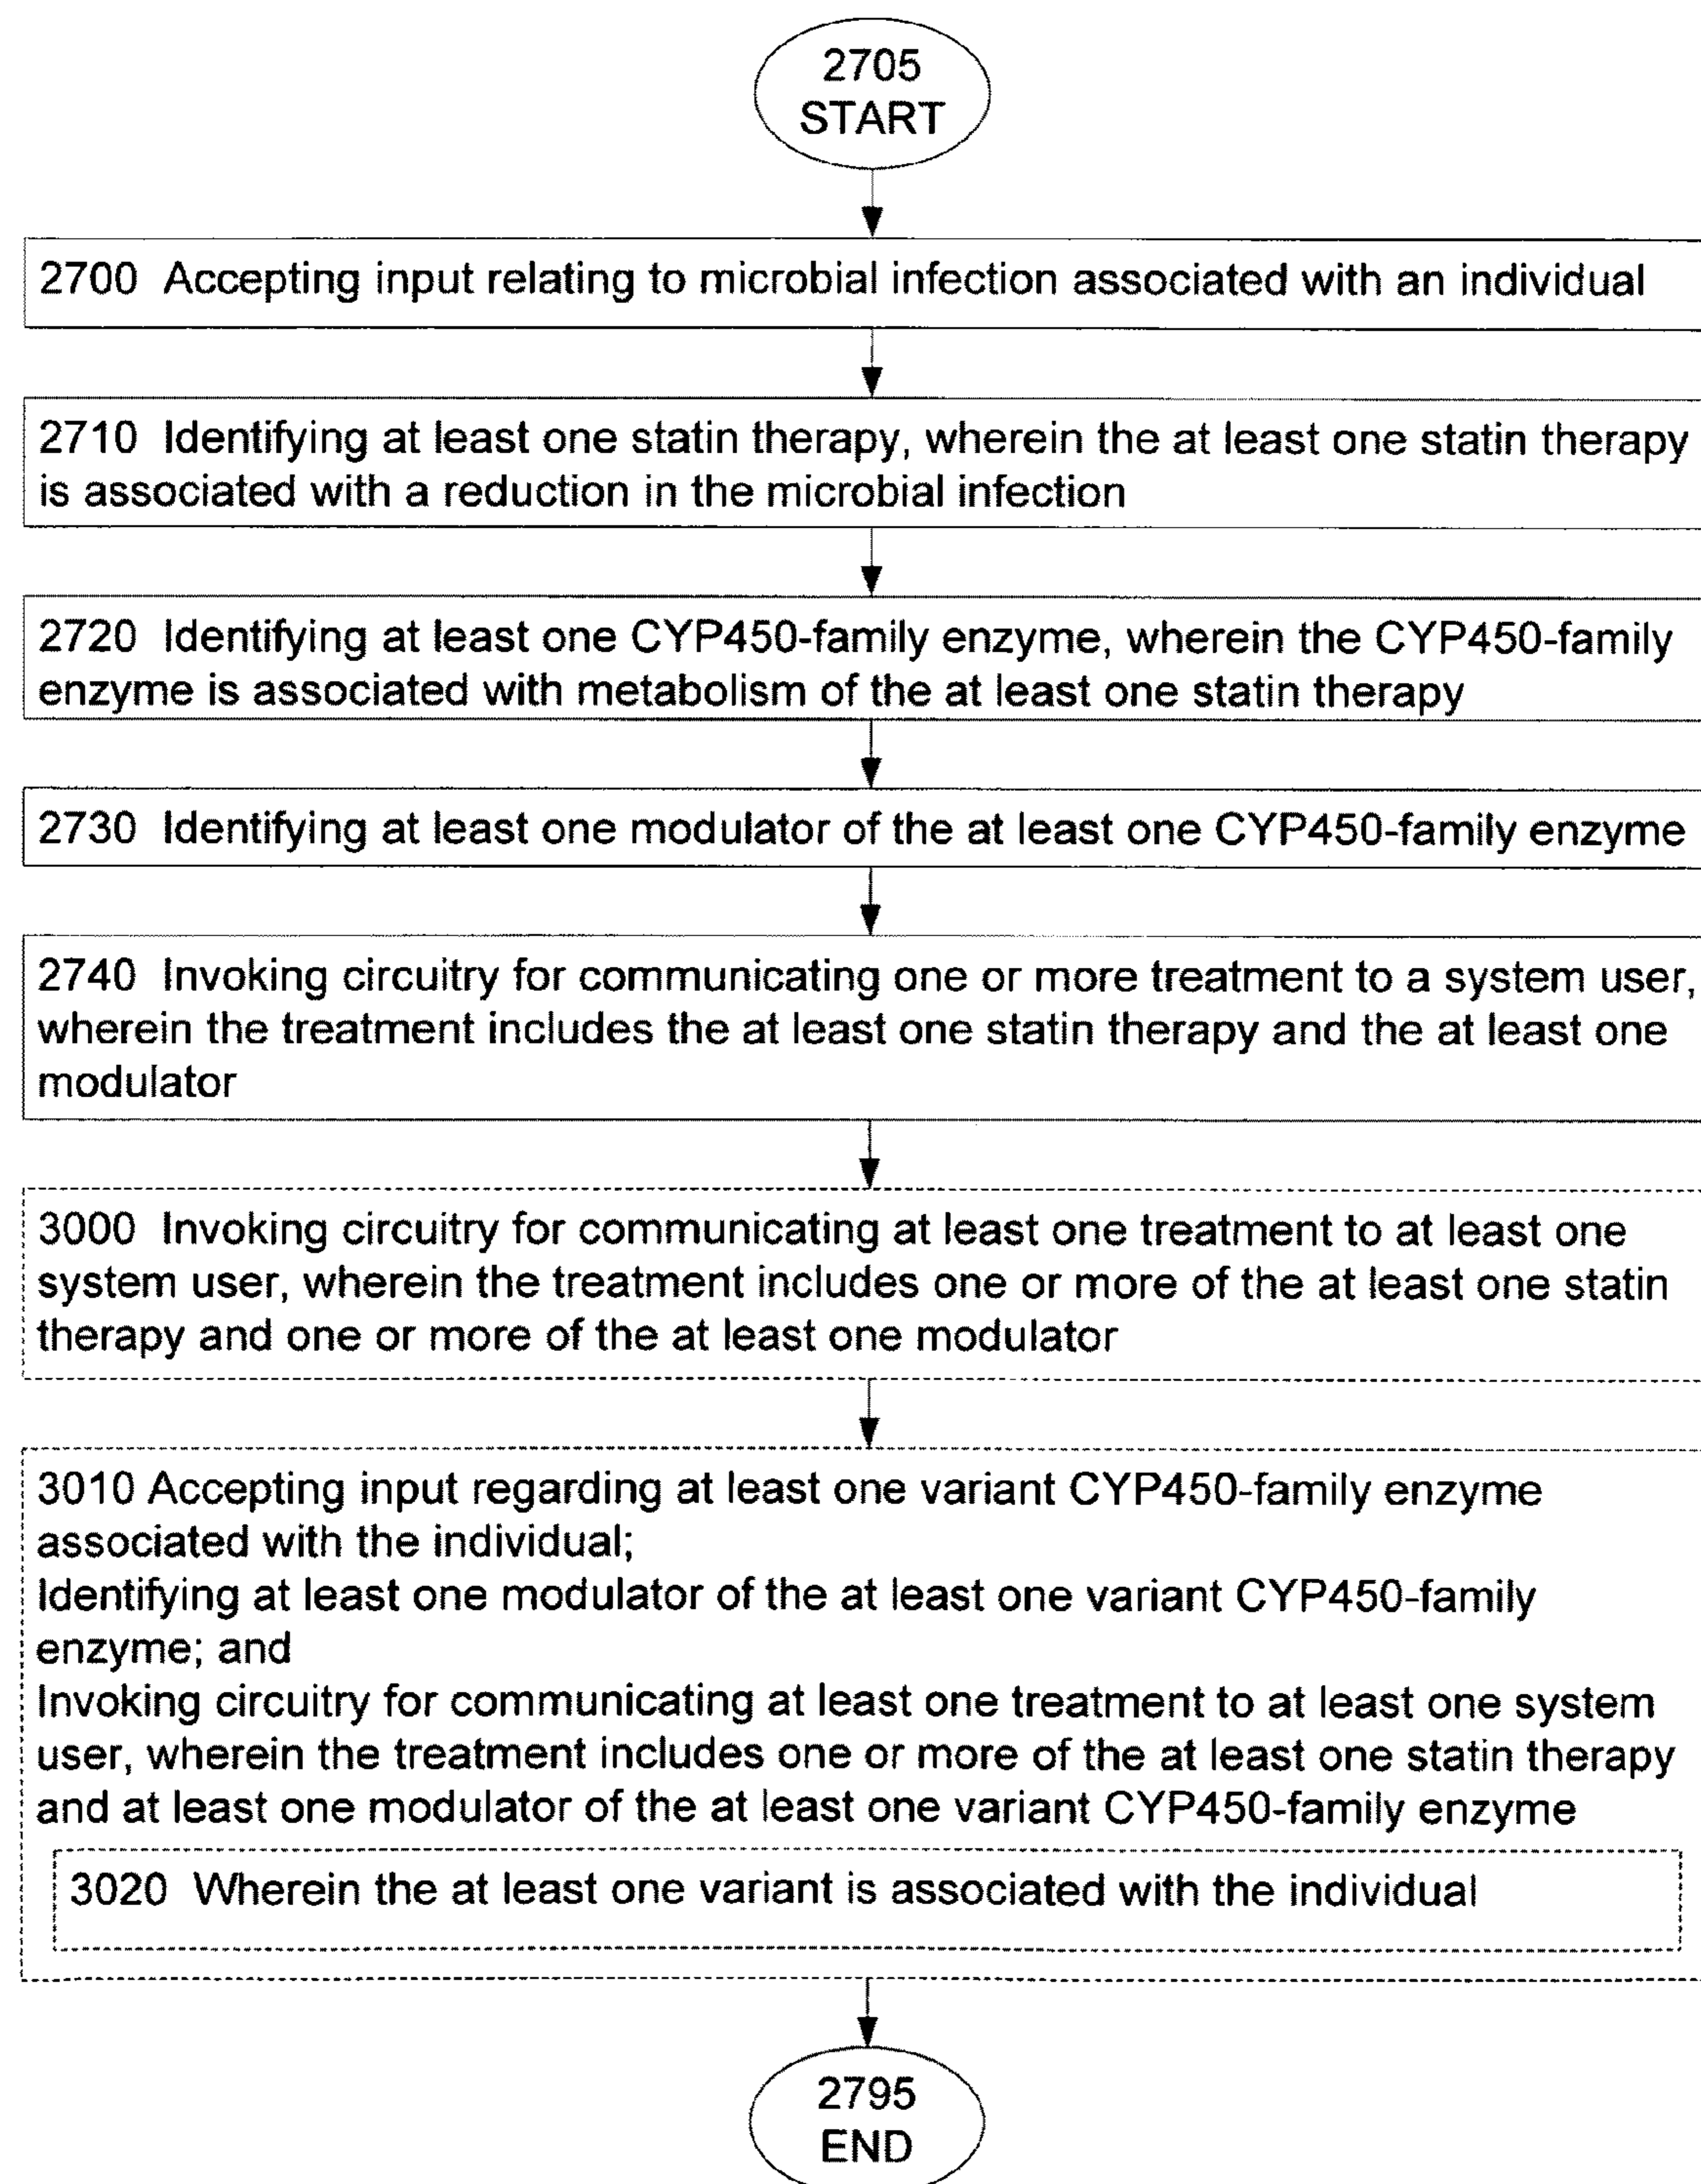 2705
START
2700 Accepting input relating to microbial infection associated with an individual
2710 Identifying at least one statin therapy, wherein the at least one statin therapy
is associated with a reduction in the microbial infection
2720 Identifying at least one CYP450-family enzyme, wherein the CYP450-family
enzyme is associated with metabolism of the at least one statin therapy
2730 Identifying at least one modulator of the at least one CYP450-family enzyme
2740 Invoking circuitry for communicating one or more treatment to a system user,
wherein the treatment includes the at least one statin therapy and the at least one
modulator
3000 Invoking circuitry for communicating at least one treatment to at least one
system user, wherein the treatment includes one or more of the at least one statin
therapy and one or more of the at least one modulator
3010 Accepting input regarding at least one variant CYP450-family enzyme
associated with the individual;
Identifying at least one modulator of the at least one variant CYP450-family
enzyme; and
Invoking circuitry for communicating at least one treatment to at least one system
user, wherein the treatment includes one or more of the at least one statin therapy
and at least one modulator of the at least one variant CYP450-family enzyme
3020 Wherein the at least one variant is associated with the individual
2795
END